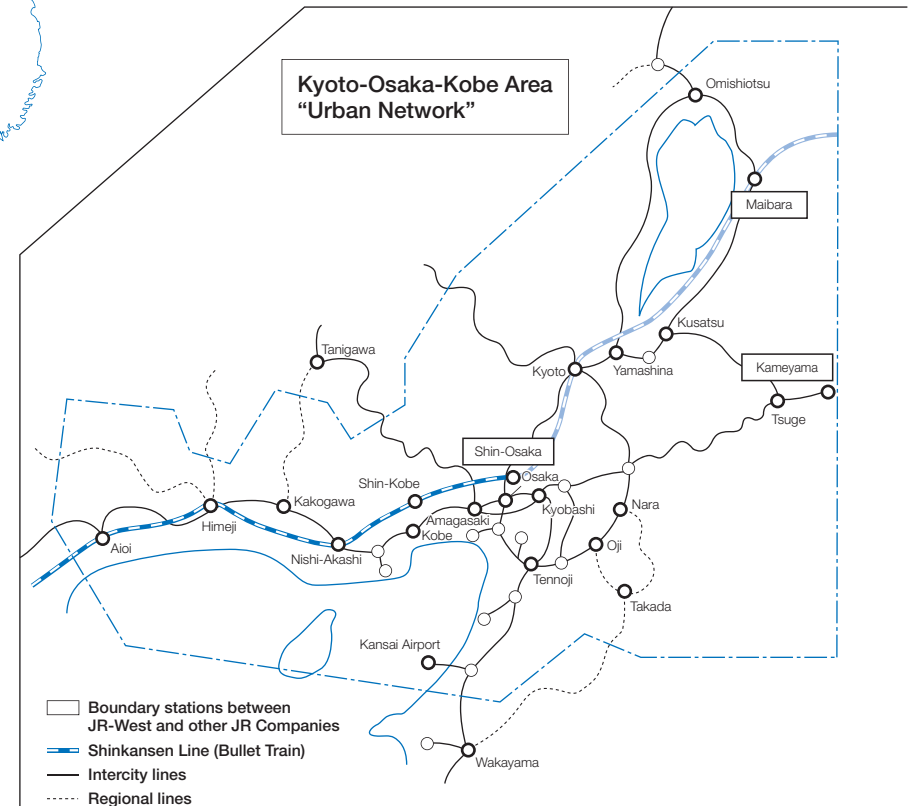 Kyoto-Osaka-Kobe Area
“Urban Network”
Omishiotsu
Maibara
Kusatsu
Tanigawa
Kyoto
Yamashina
Kameyama
Tsuge
Shin-Osaka
Osaka
Shin-Kobe
Kakogawa
Kyobashi
Nara
Himeji
Amagasaki
Kobe
Aioi
Nishi-Akashi
Oji
Tennoji
Takada
Kansai Airport
Boundary stations between
JR-West and other JR Companies
Shinkansen Line (Bullet Train)
Wakayama
Intercity lines
Regional lines